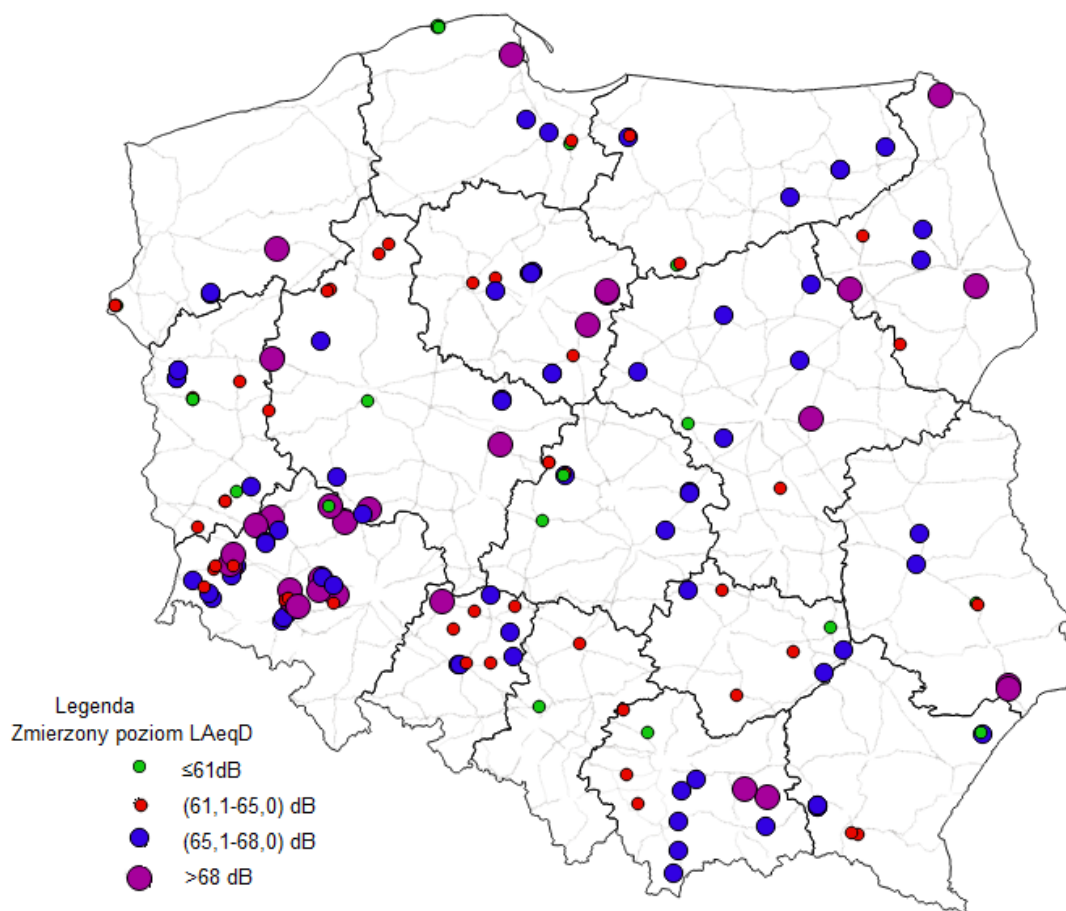 Legenda
Zmierzony poziom LAeqD
≤61dB
(61,1-65,0) dB
(65,1-68,0) dB
>68 dB